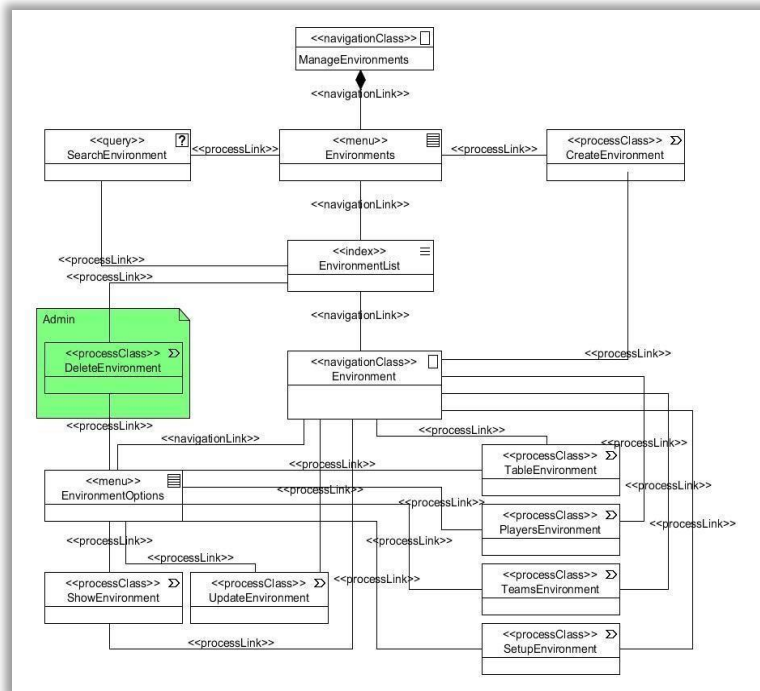 <<navigationClass>>
ManageEnvironments
<<navigationLink>>
<<query>>
?
SearchEnvironment
<<processLink>>
<<menu>>
Environments
<<processLink>>
<<processClass>>
CreateEnvironment
<<navigationLink>>
<<index>>
EnvironmentList
<<processLink>>
<<processLink>>
<<navigationLink>>
Admin
<<processClass>>
DeleteEnvironment
<<navigationClass>>
Environment
<<processLink>>
<<processLink>>
<<navigationLink>>
<<processLink>>
<<processLink>>
<<processClass>>
TableEnvironment
<<processLink>>
<<menu>>
EnvironmentOptions
<<processLink>>
<<processLink>>
<<processLink>>
<<processClass>>
PlayersEnvironment
<<processLink>>
<<processLink>>
<<processLink>>
<<processLink>>
<<processLink>>
<<processClass>>
ShowEnvironment
<<processClass>>
UpdateEnvironment
<<processLink>>
<<processClass>>
TeamsEnvironment
<<processLink>>
<<processClass>>
SetupEnvironment